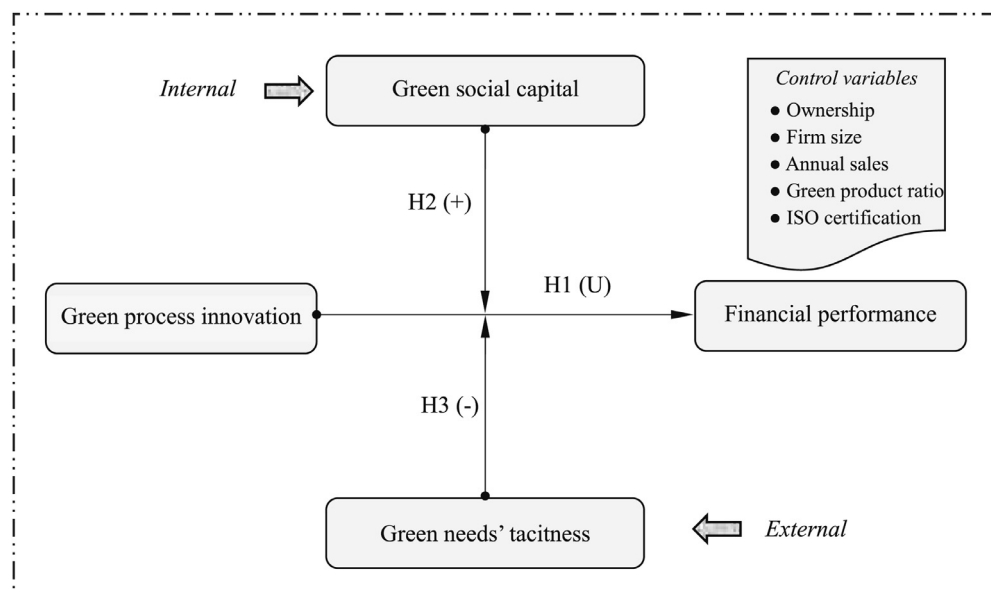 Internal
Green social capital
Control variables
● Ownership
● Firm size
● Annual sales
● Green product ratio
● ISO certification
H2 (+)
H1 (U)
Green process innovation
Financial performance
H3 (-)
Green needs’ tacitness
External